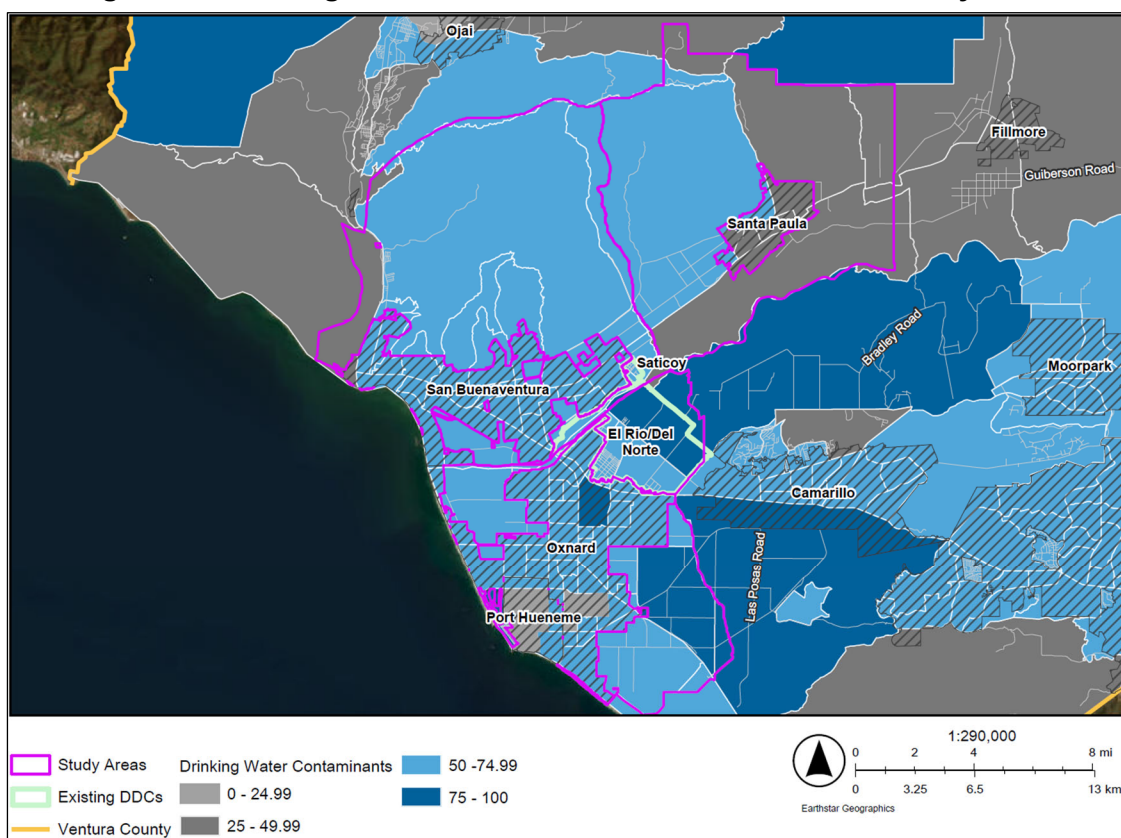 Ojai
Fillmore
Guiberson Road
Santa Paula
Bradley Road
Moorpark
Saticoy
San Buenaventura
El Rio/Del
Norte
Camarillo
Oxnard
Las Posas Road
Port Hueneme
Study Areas
Existing DDCs
Ventura County
Drinking Water Contaminants
0 - 24.99
25 - 49.99
50 -74.99
75 - 100
1:290,000
0 2 4 8 mi
0 3.25 6.5 13 km
Earthstar Geographics